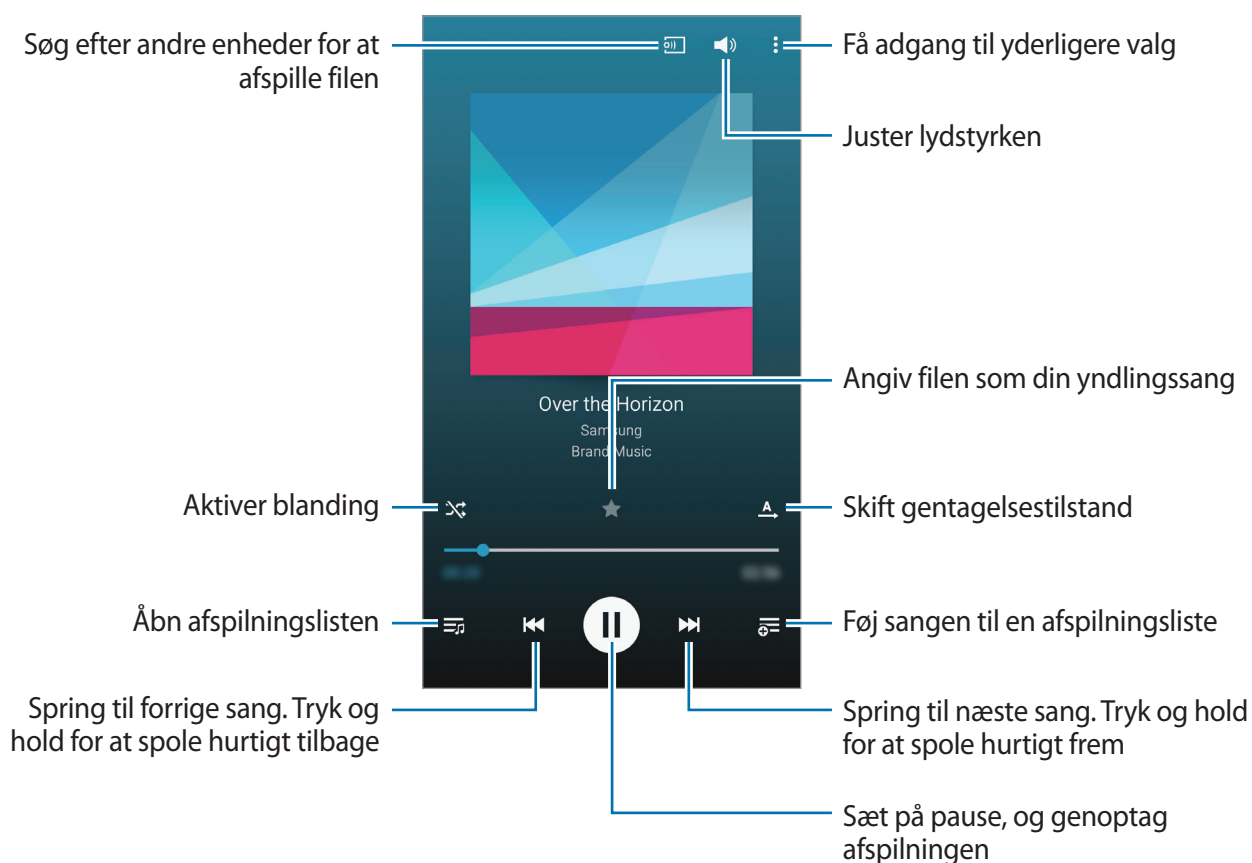 Søg efter andre enheder for at
afspille filen
Få adgang til yderligere valg
Juster lydstyrken
Angiv filen som din yndlingssang
Over the Horizon
Samsung
Brand Music
Aktiver blanding
A
Skift gentagelsestilstand
Åbn afspilningslisten
Føj sangen til en afspilningsliste
Spring til forrige sang. Tryk og
hold for at spole hurtigt tilbage
Spring til næste sang. Tryk og hold
for at spole hurtigt frem
Sæt på pause, og genoptag
afspilningen